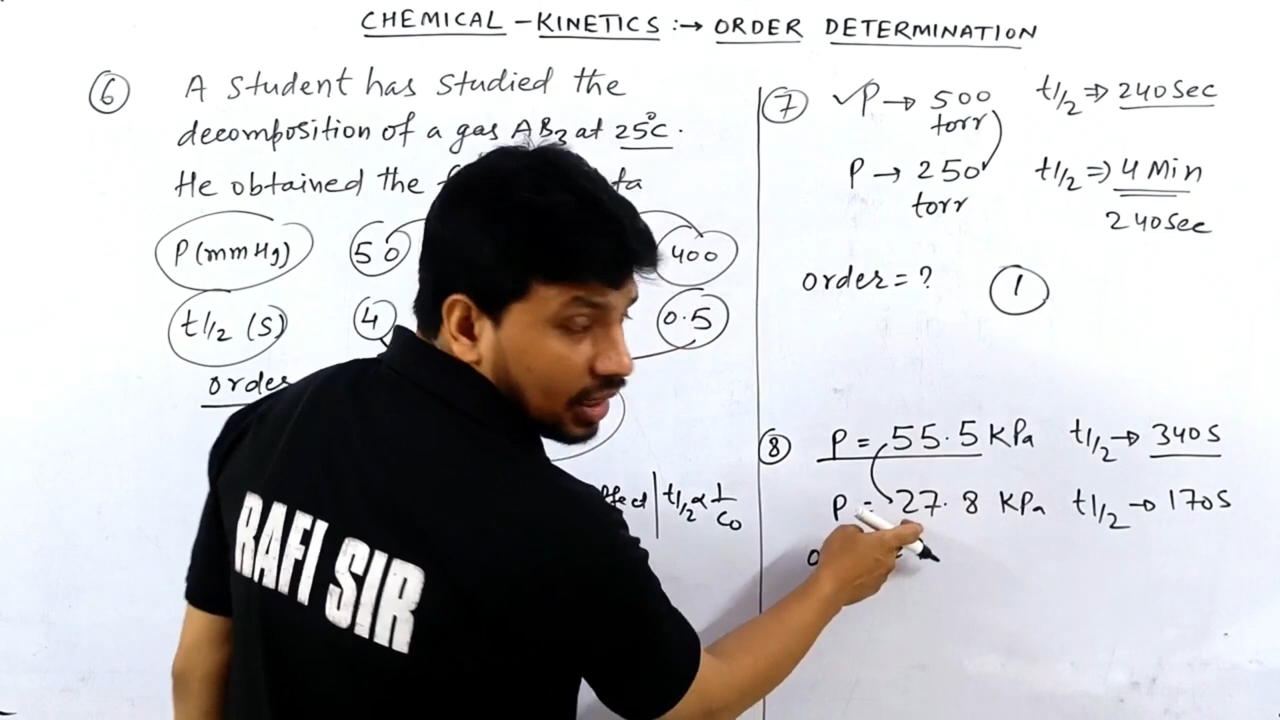 CHEMICAL - KINETICS :→ ORDER DETERMINATION
⑥ A student has studied the
decomposition of a gas AB3 at 25°C.
He obtained the
P(mmHg) 50 400
t1/2 (S) 4 0.5
order
t1/2 α 1/C0
⑦ ✓P → 500 torr t1/2 ⇒ 240 Sec
P → 250 torr t1/2 ⇒ 4 Min
240 Sec
order = ? 1
⑧ P = 55.5 KPa t1/2 → 340 S
P = 27.8 KPa t1/2 → 170 S
RAFI SIR